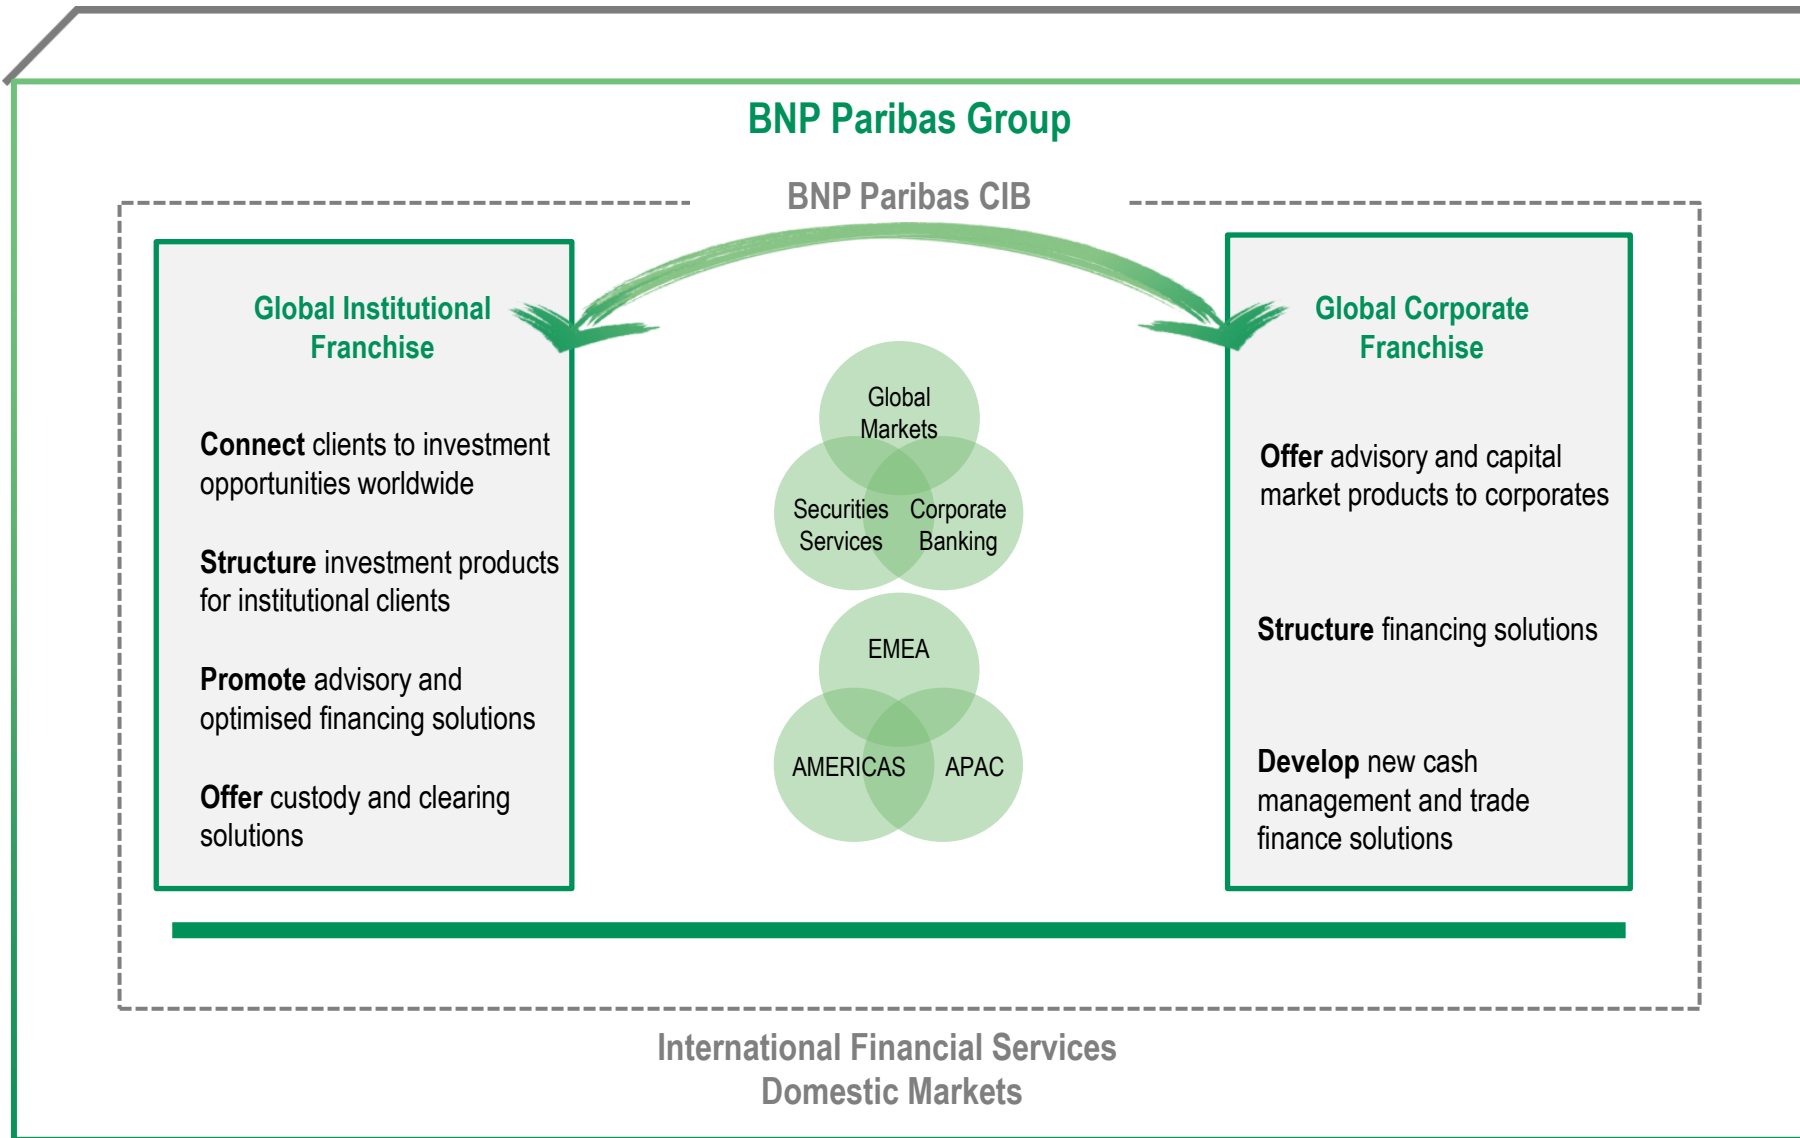 BNP Paribas Group
BNP Paribas CIB
Global Institutional
Franchise
Connect clients to investment
opportunities worldwide
Structure investment products
for institutional clients
Promote advisory and
optimised financing solutions
Offer custody and clearing
solutions
Global
Markets
Securities
Services
Corporate
Banking
EMEA
AMERICAS
APAC
Global Corporate
Franchise
Offer advisory and capital
market products to corporates
Structure financing solutions
Develop new cash
management and trade
finance solutions
International Financial Services
Domestic Markets